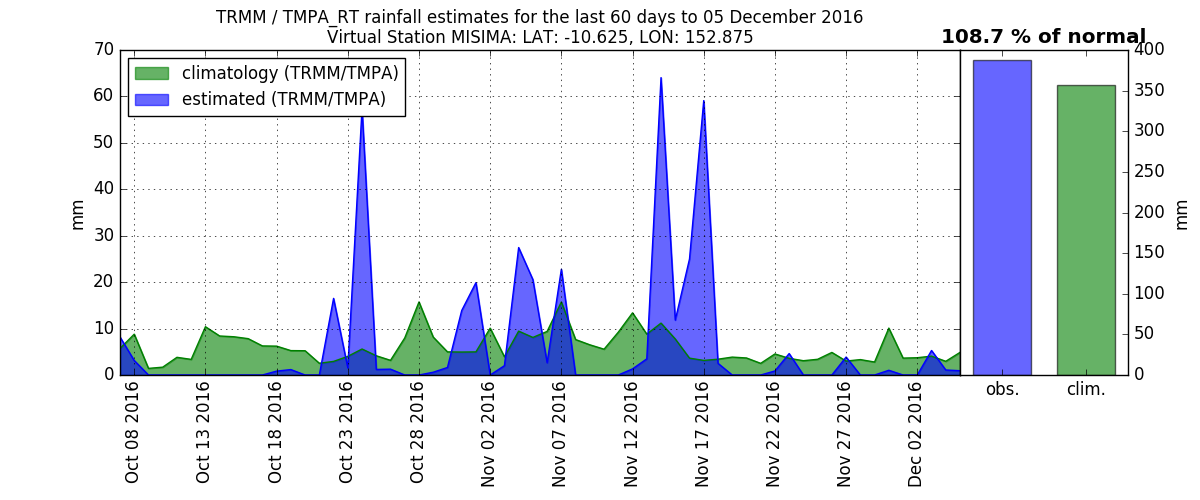 TRMM / TMPA_RT rainfall estimates for the last 60 days to 05 December 2016
Virtual Station MISIMA: LAT: -10.625, LON: 152.875
108.7 % of normal
climatology (TRMM/TMPA)
estimated (TRMM/TMPA)
70
60
50
40
30
20
10
0
mm
Oct 08 2016
Oct 13 2016
Oct 18 2016
Oct 23 2016
Oct 28 2016
Nov 02 2016
Nov 07 2016
Nov 12 2016
Nov 17 2016
Nov 22 2016
Nov 27 2016
Dec 02 2016
obs.
clim.
400
350
300
250
200
150
100
50
0
mm